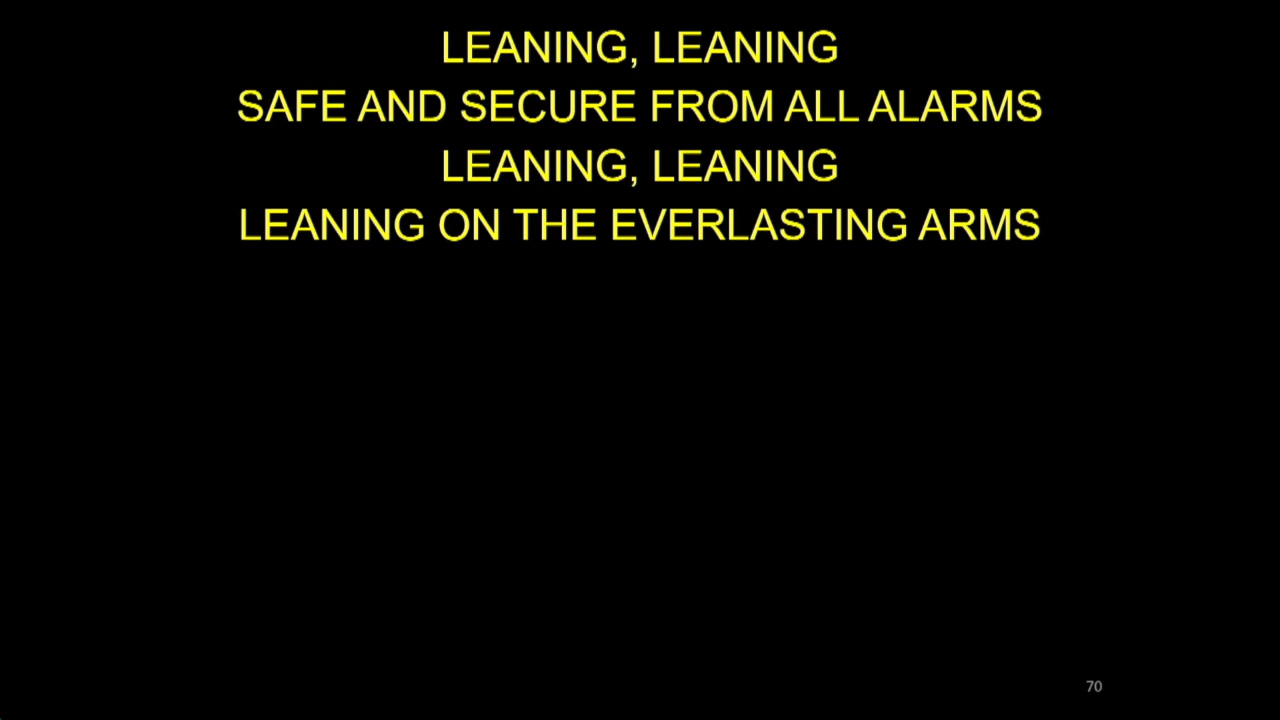 LEANING, LEANING
SAFE AND SECURE FROM ALL ALARMS
LEANING, LEANING
LEANING ON THE EVERLASTING ARMS
70